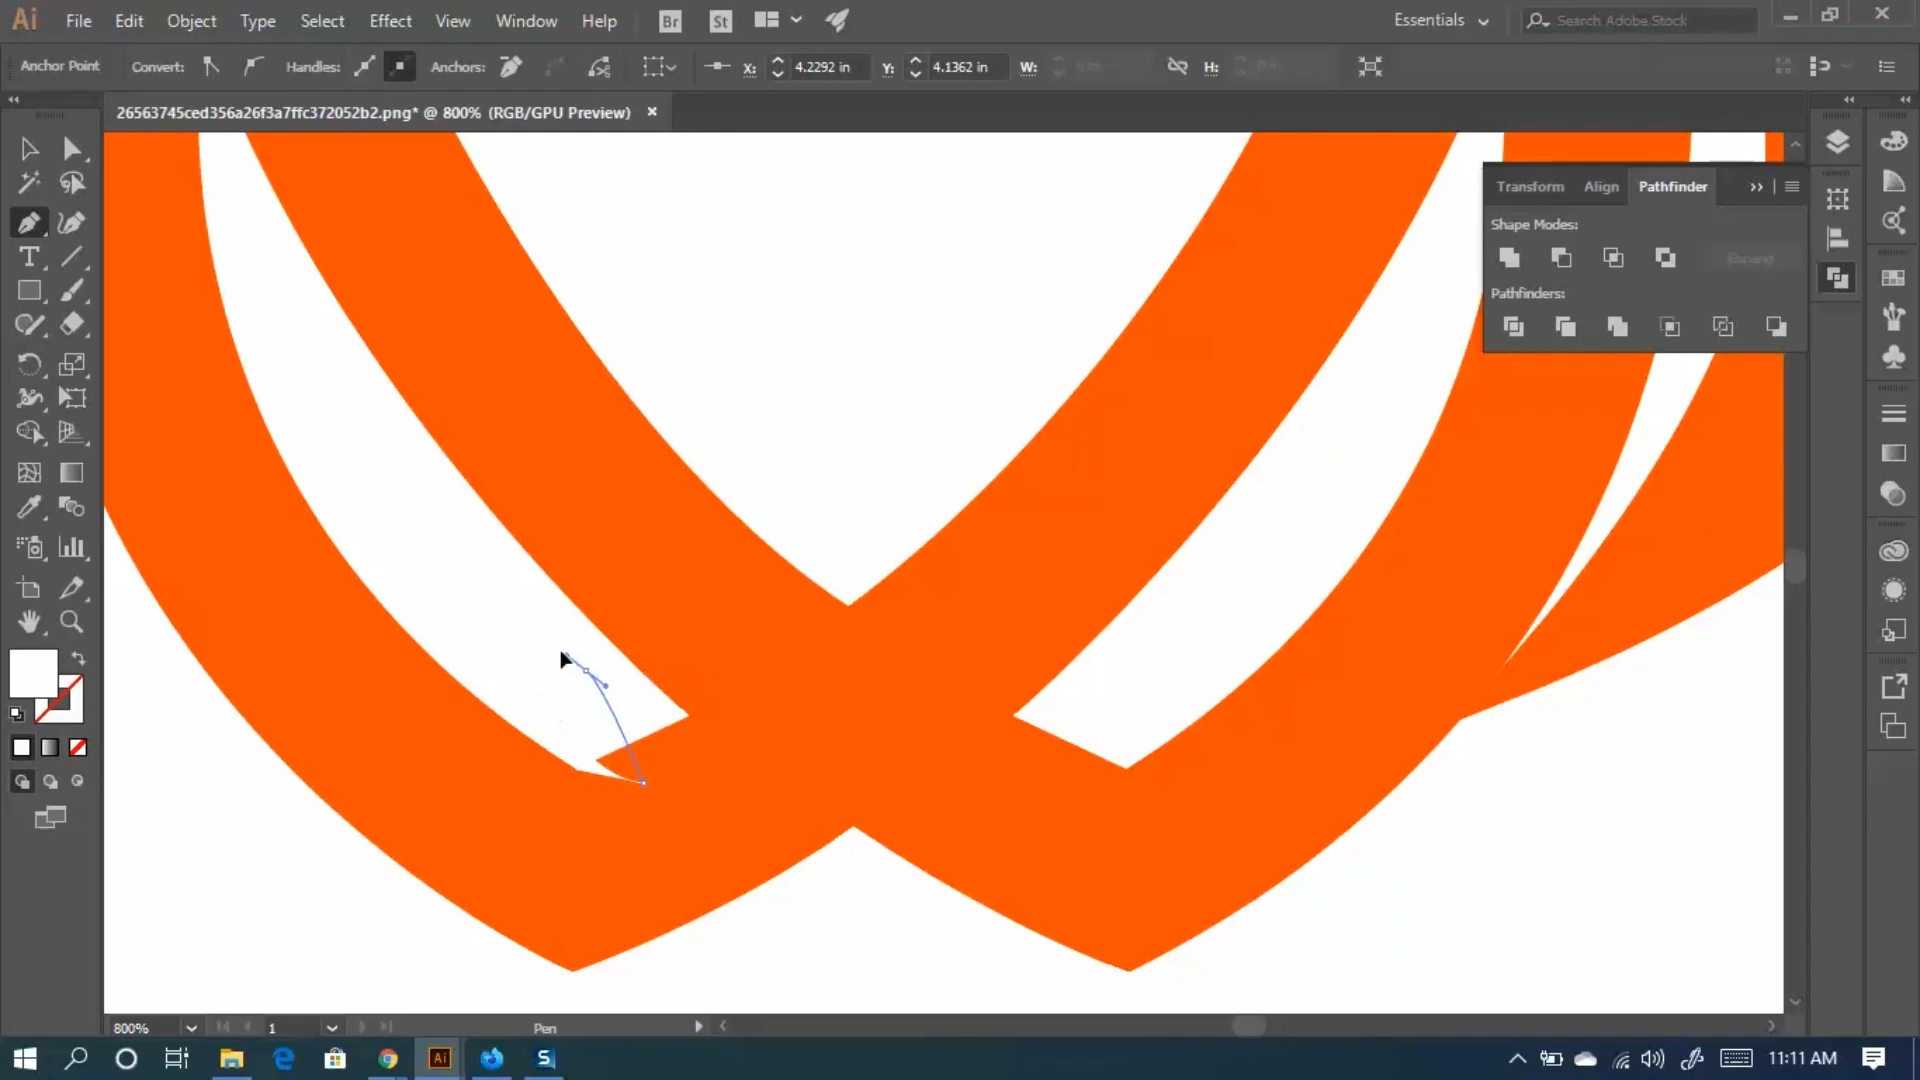 Ai File Edit Object Type Select Effect View Window Help Br St Essentials Search Adobe Stock
Anchor Point Convert: Handles: Anchors: X: 4.2292 in Y: 4.1362 in W: H:
26563745ced356a26f3a7ffc372052b2.png* @ 800% (RGB/GPU Preview)
Transform Align Pathfinder
Shape Modes:
Expand
Pathfinders:
800% 1 Pen
Ai S 11:11 AM